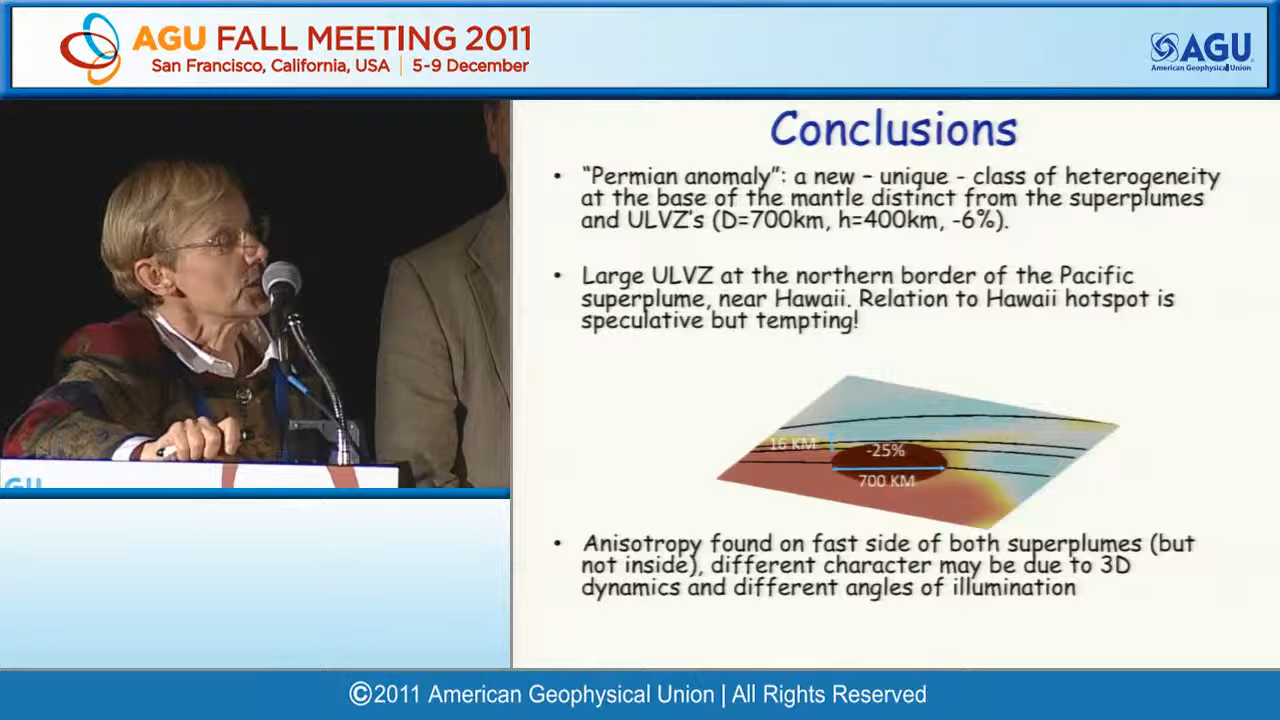 AGU FALL MEETING 2011
San Francisco, California, USA | 5-9 December
AGU
American Geophysical Union
Conclusions
• "Permian anomaly": a new – unique - class of heterogeneity
at the base of the mantle distinct from the superplumes
and ULVZ's (D=700km, h=400km, -6%).
• Large ULVZ at the northern border of the Pacific
superplume, near Hawaii. Relation to Hawaii hotspot is
speculative but tempting!
16 KM
-25%
700 KM
• Anisotropy found on fast side of both superplumes (but
not inside), different character may be due to 3D
dynamics and different angles of illumination
GU
©2011 American Geophysical Union | All Rights Reserved